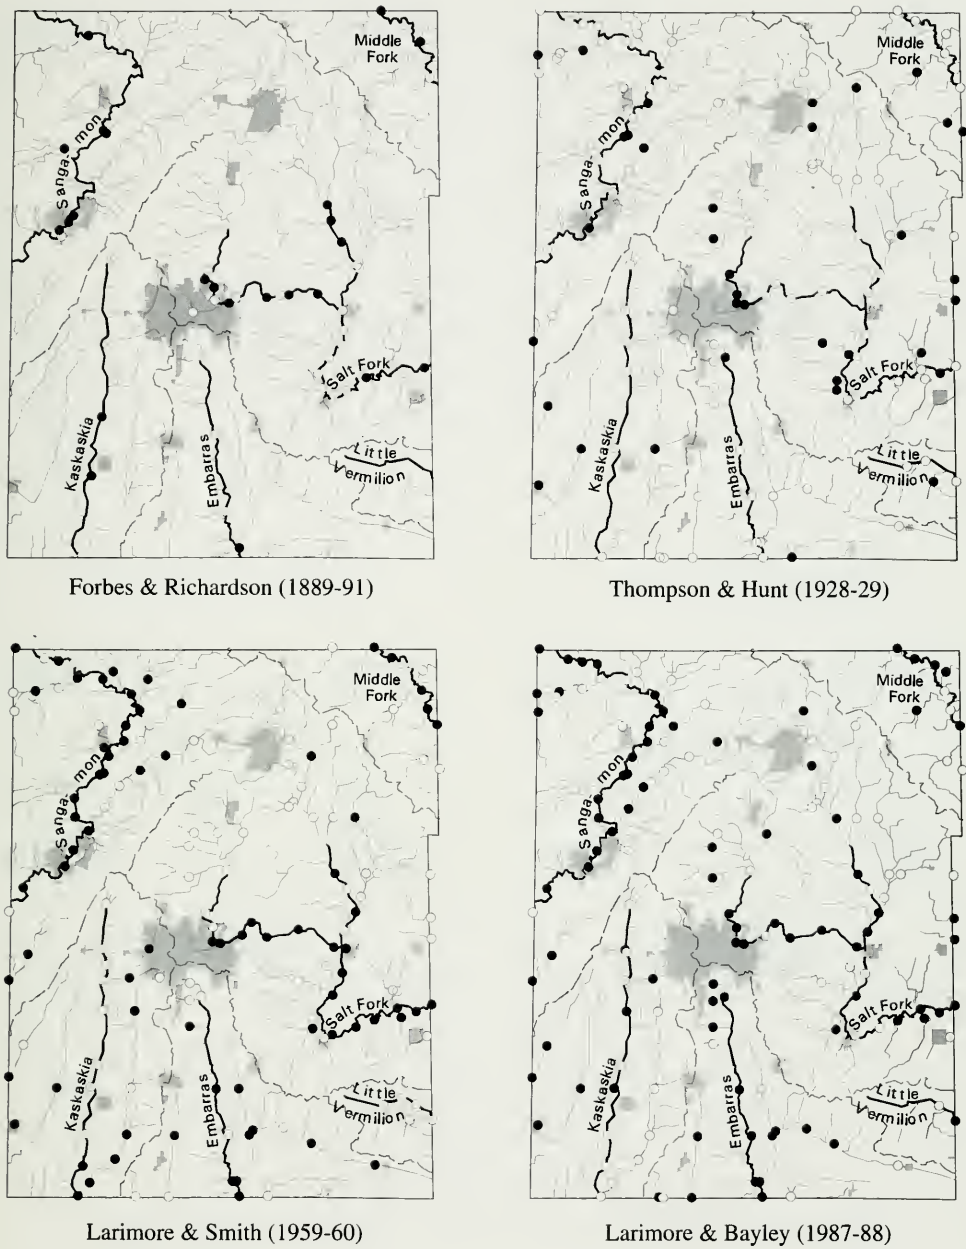 Middle
Fork
Sanga-
mon
Kaskaskia
Embarras
Salt Fork
Little
Vermilion
Forbes & Richardson (1889-91)
Middle
Fork
Sanga-
mon
Kaskaskia
Embarras
Salt Fork
Little
Vermilion
Thompson & Hunt (1928-29)
Middle
Fork
Sanga-
mon
Kaskaskia
Embarras
Salt Fork
Little
Vermilion
Larimore & Smith (1959-60)
Middle
Fork
Sanga-
mon
Kaskaskia
Embarras
Salt Fork
Little
Vermilion
Larimore & Bayley (1987-88)